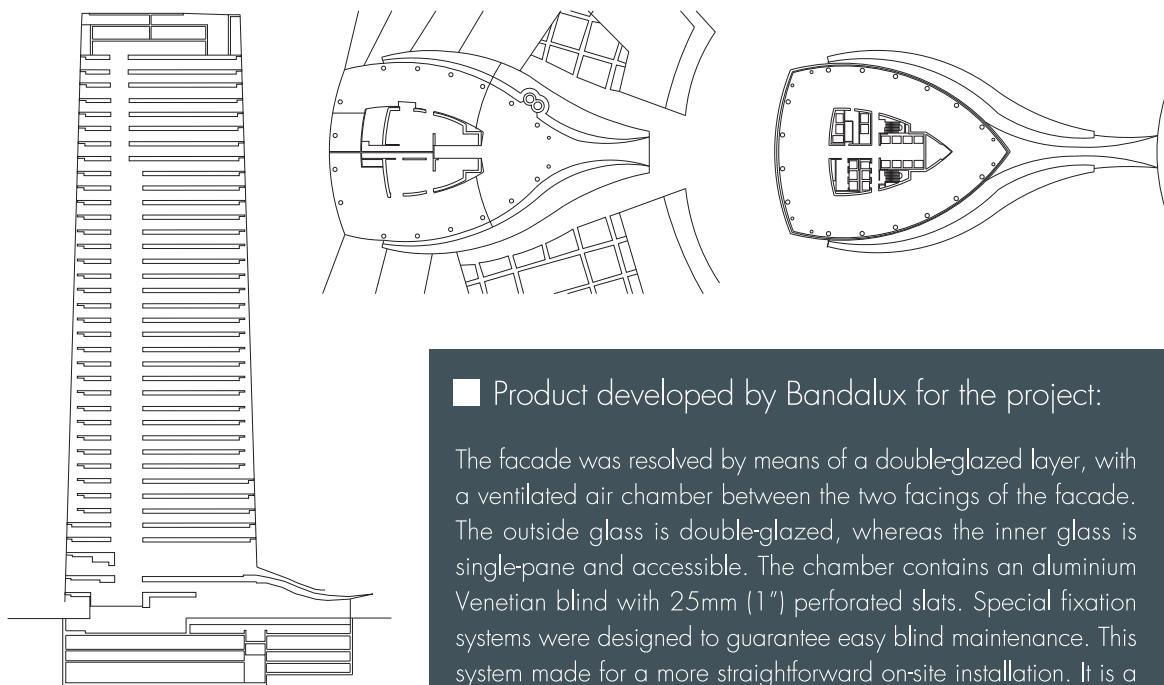 Product developed by Bandalux for the project:
The facade was resolved by means of a double-glazed layer, with
a ventilated air chamber between the two facings of the facade.
The outside glass is double-glazed, whereas the inner glass is
single-pane and accessible. The chamber contains an aluminium
Venetian blind with 25mm (1") perforated slats. Special fixation
systems were designed to guarantee easy blind maintenance. This
system made for a more straightforward on-site installation. It is a